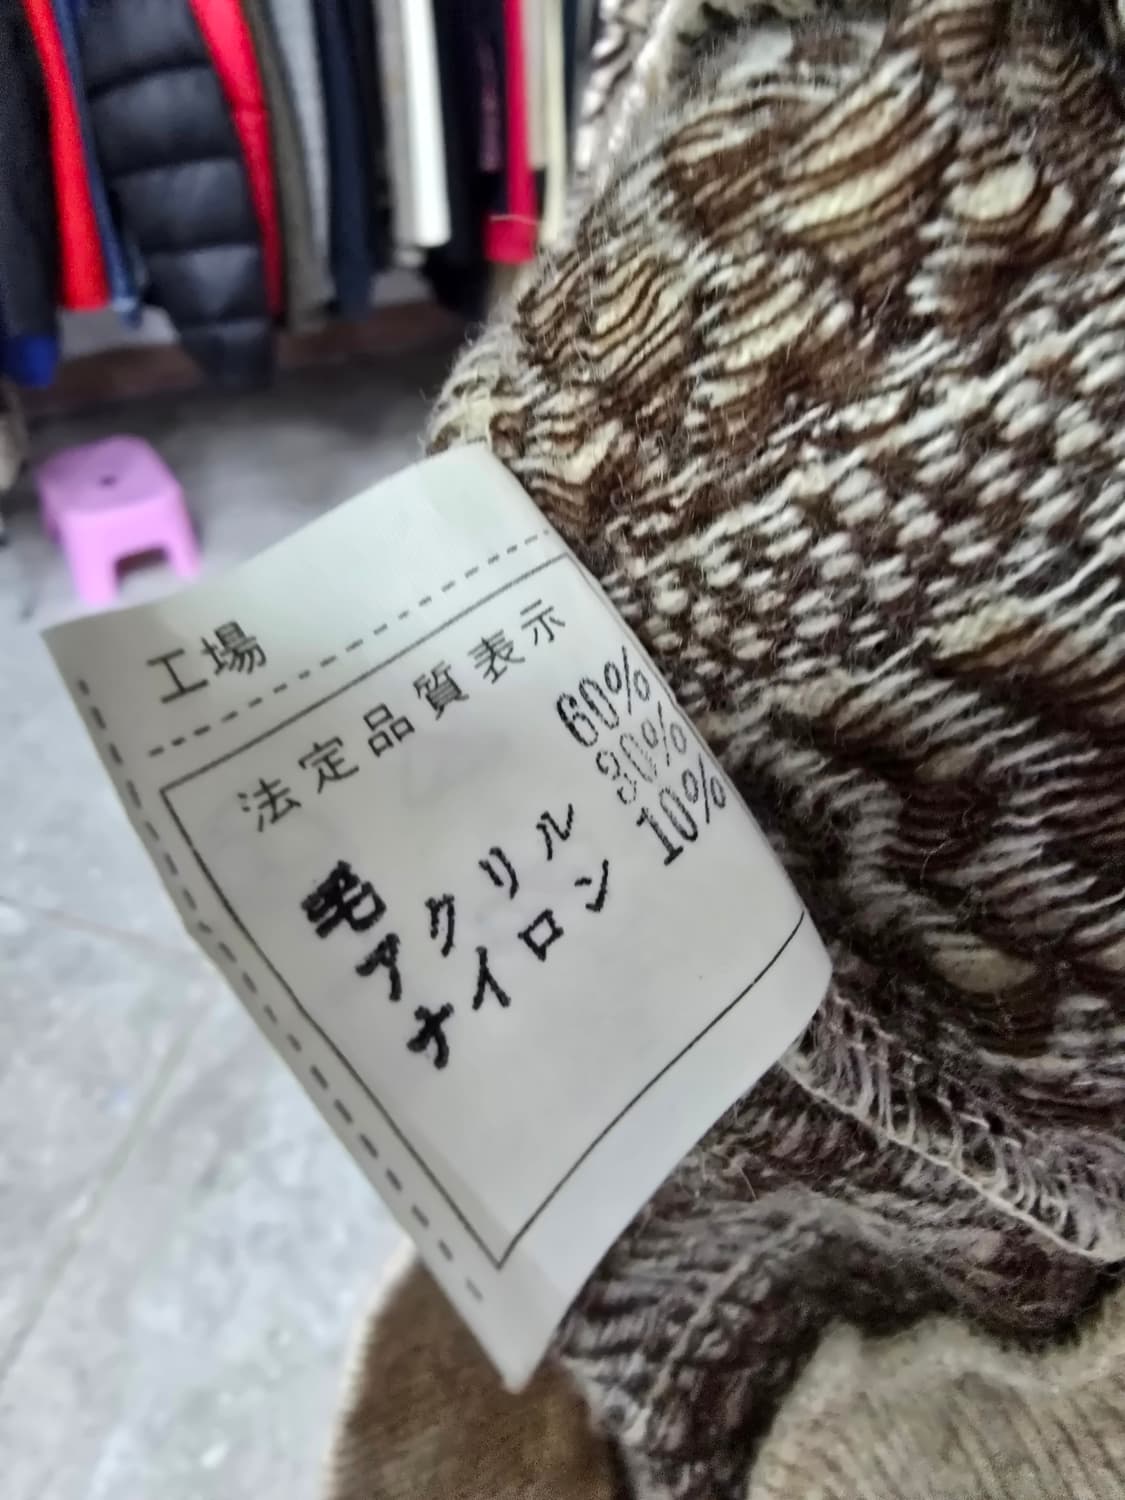 工場
法定品質表示
毛 60%
アクリル 30%
ナイロン 10%